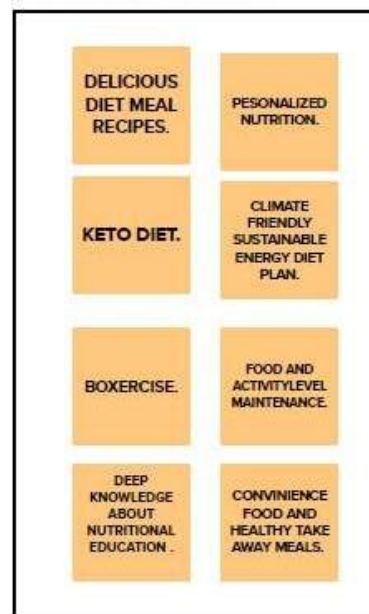 DELICIOUS
DIET MEAL
RECIPES.
PESONALIZED
NUTRITION.
KETO DIET.
CLIMATE
FRIENDLY
SUSTAINABLE
ENERGY DIET
PLAN.
BOXERCISE.
FOOD AND
ACTIVITYLEVEL
MAINTENANCE.
DEEP
KNOWLEDGE
ABOUT
NUTRITIONAL
EDUCATION .
CONVINIENCE
FOOD AND
HEALTHY TAKE
AWAY MEALS.